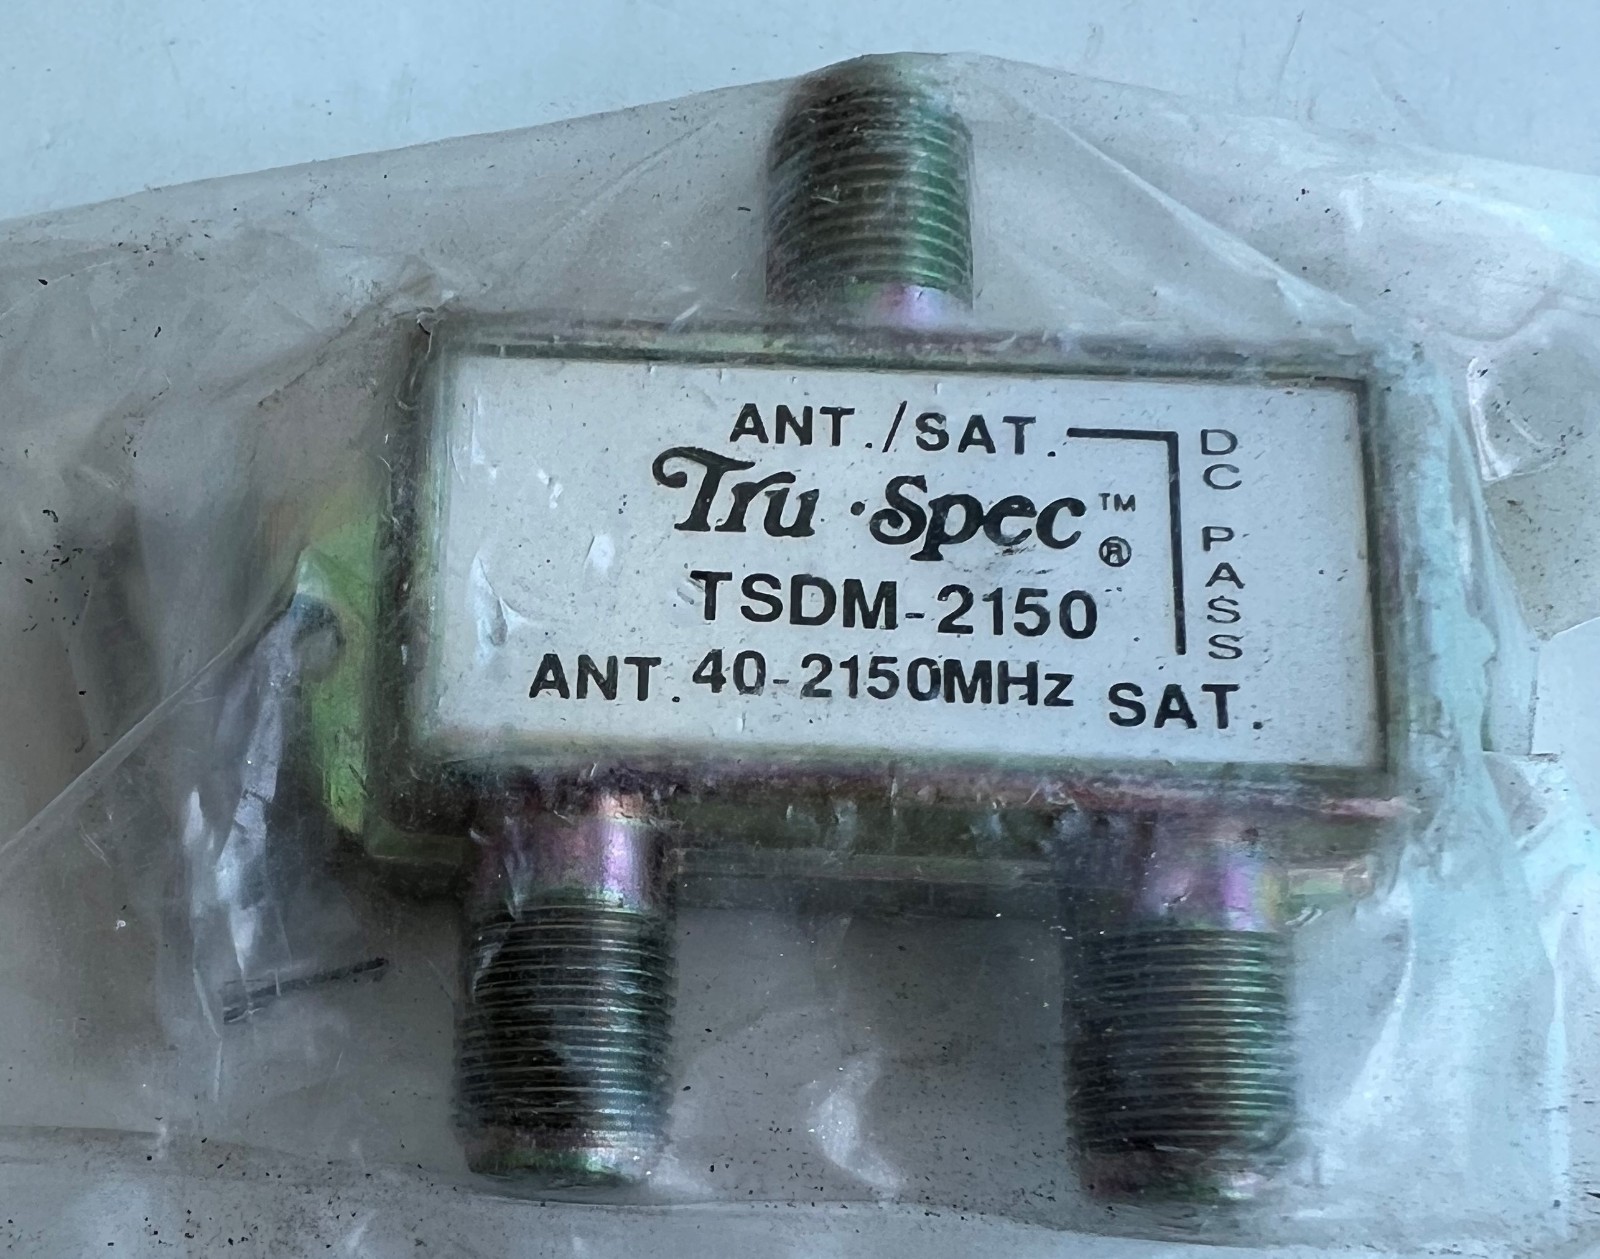 ANT./SAT.
Tru·Spec™®
TSDM-2150
ANT. 40-2150MHz SAT.
DC PASS